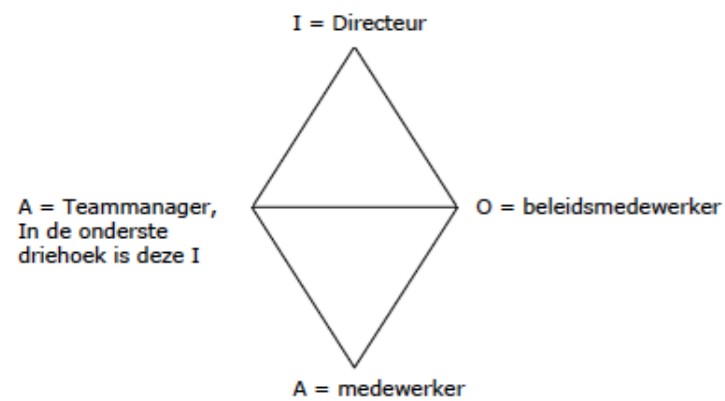 I = Directeur
A = Teammanager,
In de onderste
driehoek is deze I
O = beleidsmedewerker
A = medewerker